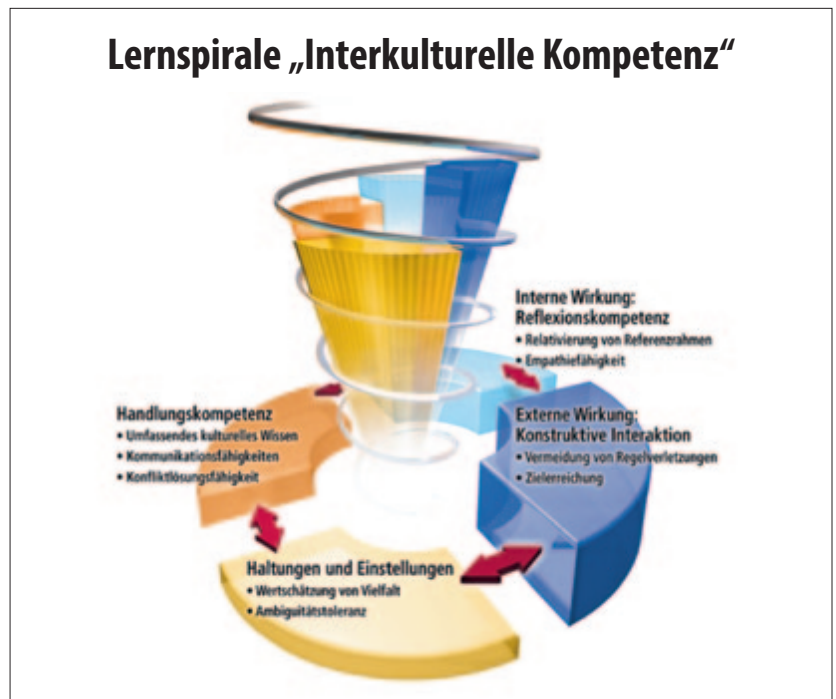 Lernspirale „Interkulturelle Kompetenz“
Interne Wirkung:
Reflexionskompetenz
• Relativierung von Referenzrahmen
• Empathiefähigkeit
Handlungskompetenz
• Umfassendes kulturelles Wissen
• Kommunikationsfähigkeiten
• Konfliktlösungsfähigkeit
Externe Wirkung:
Konstruktive Interaktion
• Vermeidung von Regelverletzungen
• Zielerreichung
Haltungen und Einstellungen
• Wertschätzung von Vielfalt
• Ambiguitätstoleranz